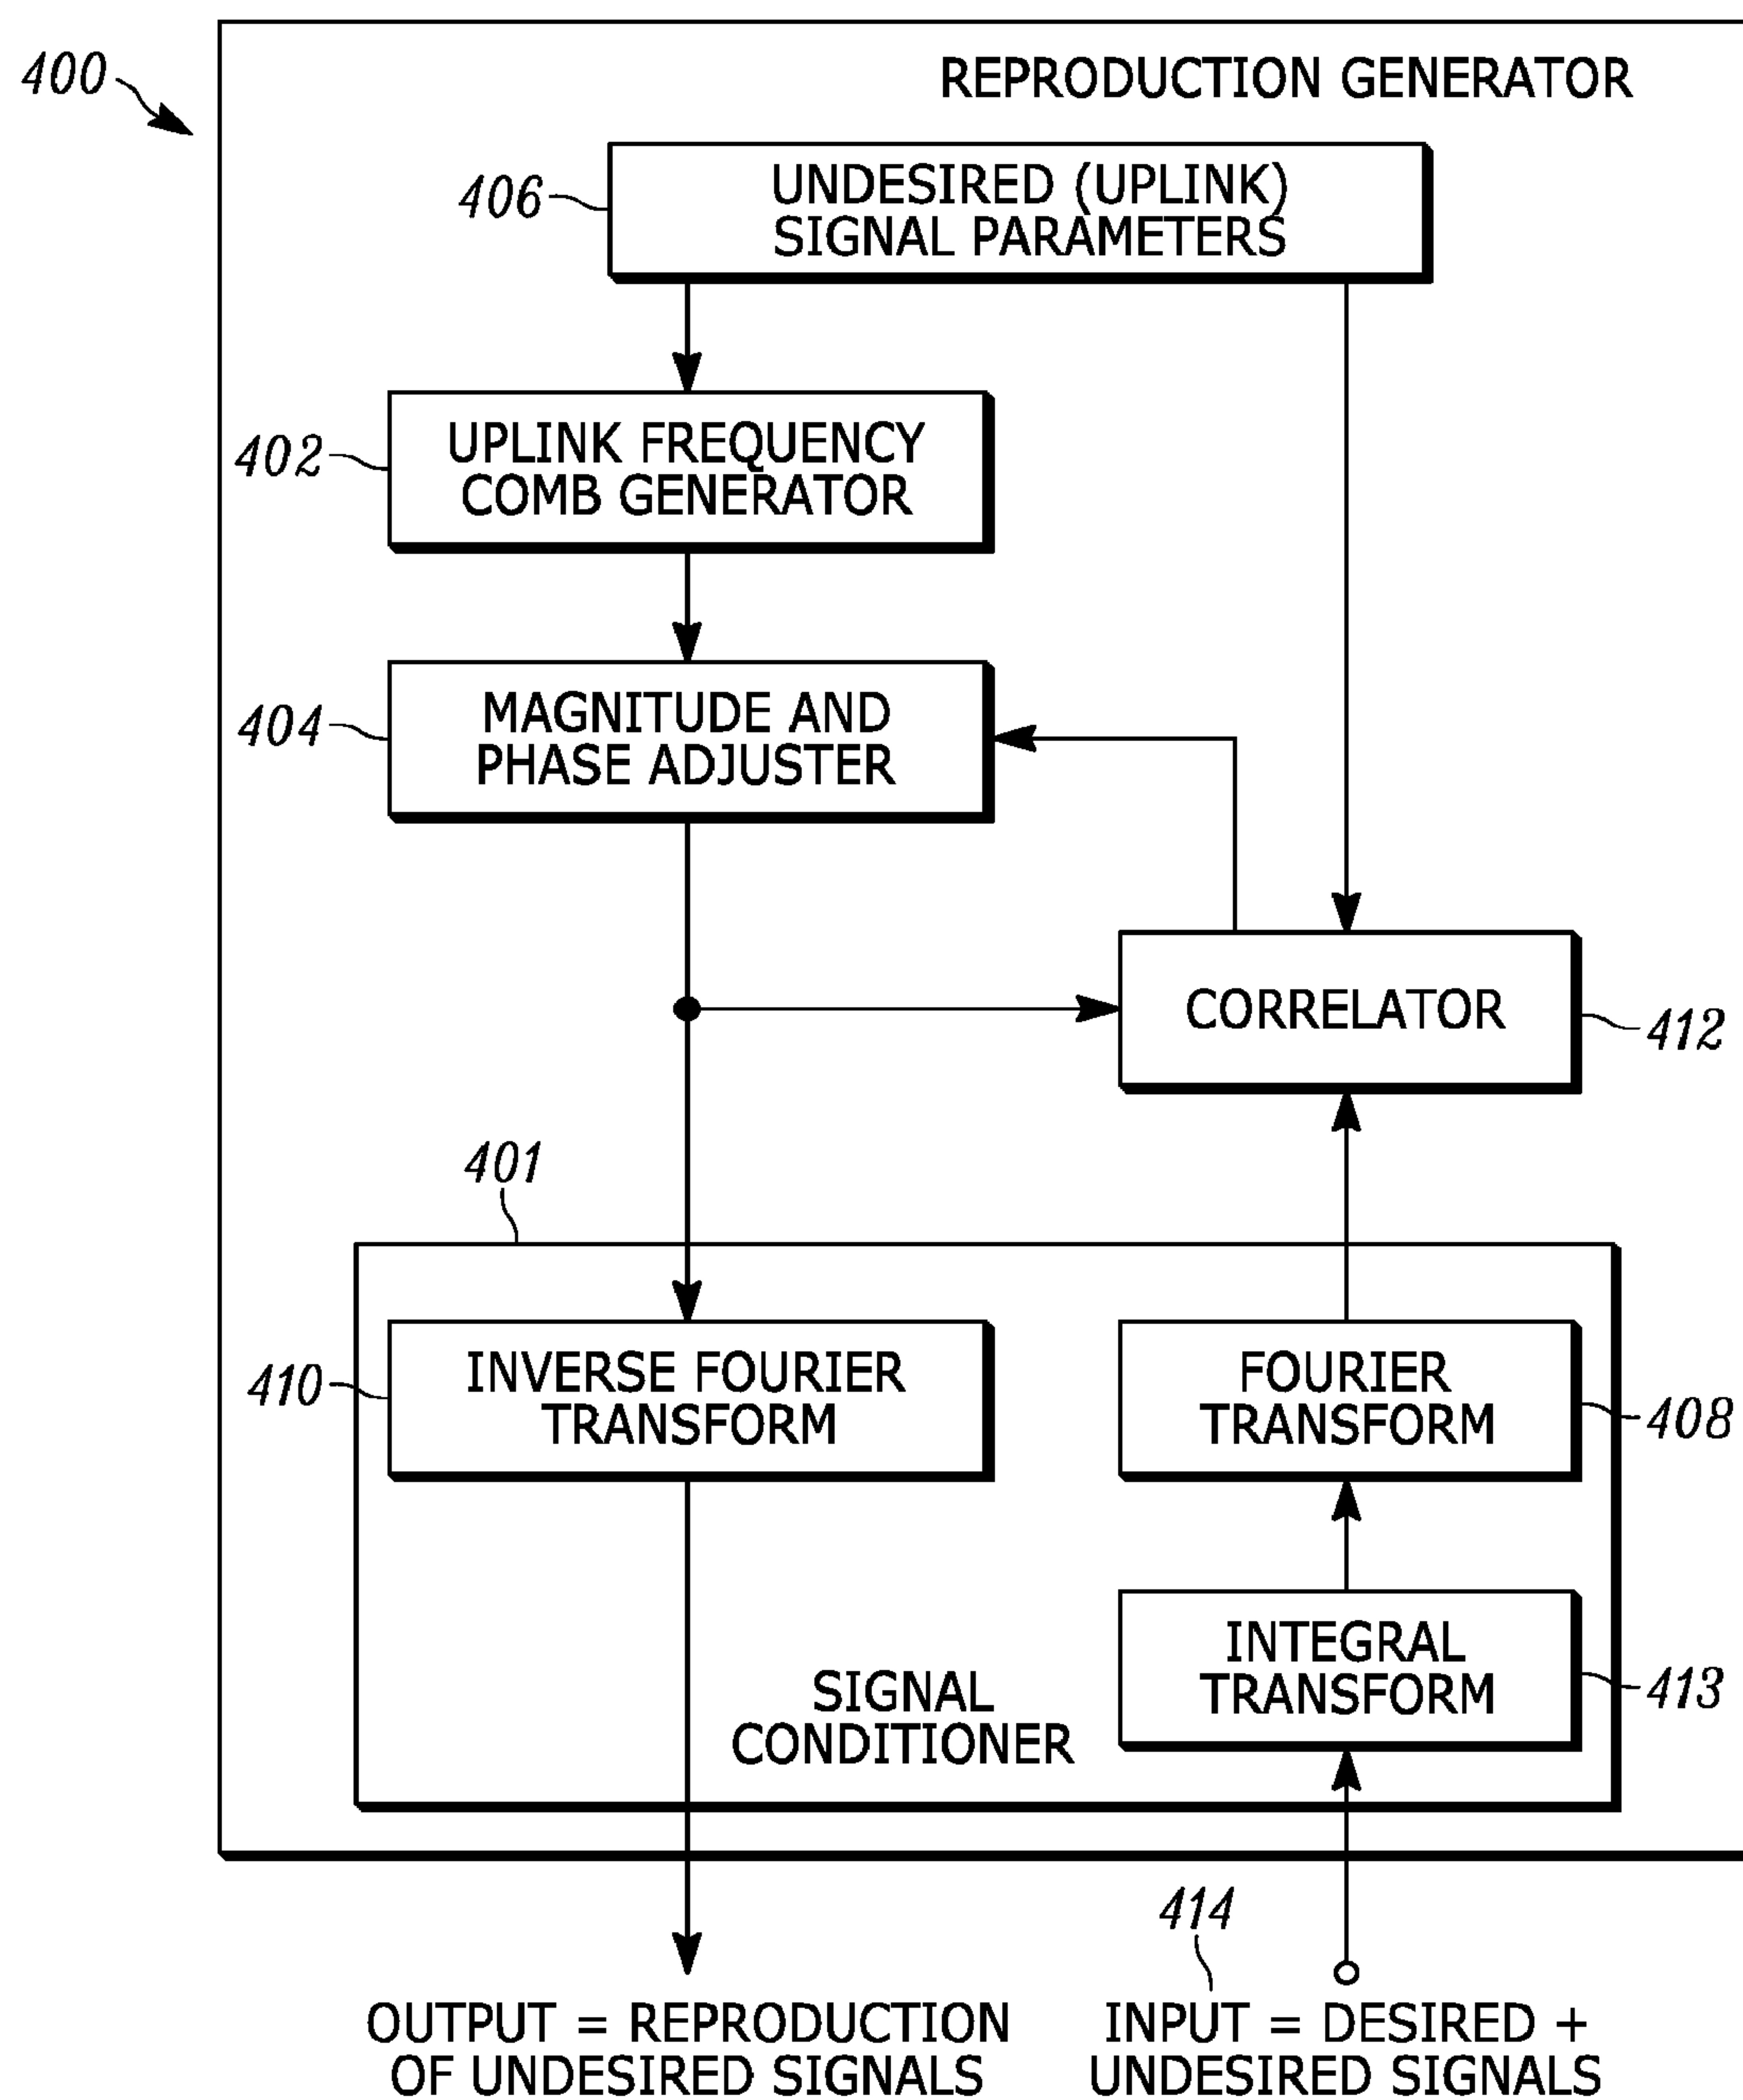 400
REPRODUCTION GENERATOR
406
UNDESIRED (UPLINK)
SIGNAL PARAMETERS
402
UPLINK FREQUENCY
COMB GENERATOR
404
MAGNITUDE AND
PHASE ADJUSTER
CORRELATOR
412
401
410
INVERSE FOURIER
TRANSFORM
FOURIER
TRANSFORM
408
INTEGRAL
TRANSFORM
413
SIGNAL
CONDITIONER
414
OUTPUT = REPRODUCTION
OF UNDESIRED SIGNALS
INPUT = DESIRED +
UNDESIRED SIGNALS